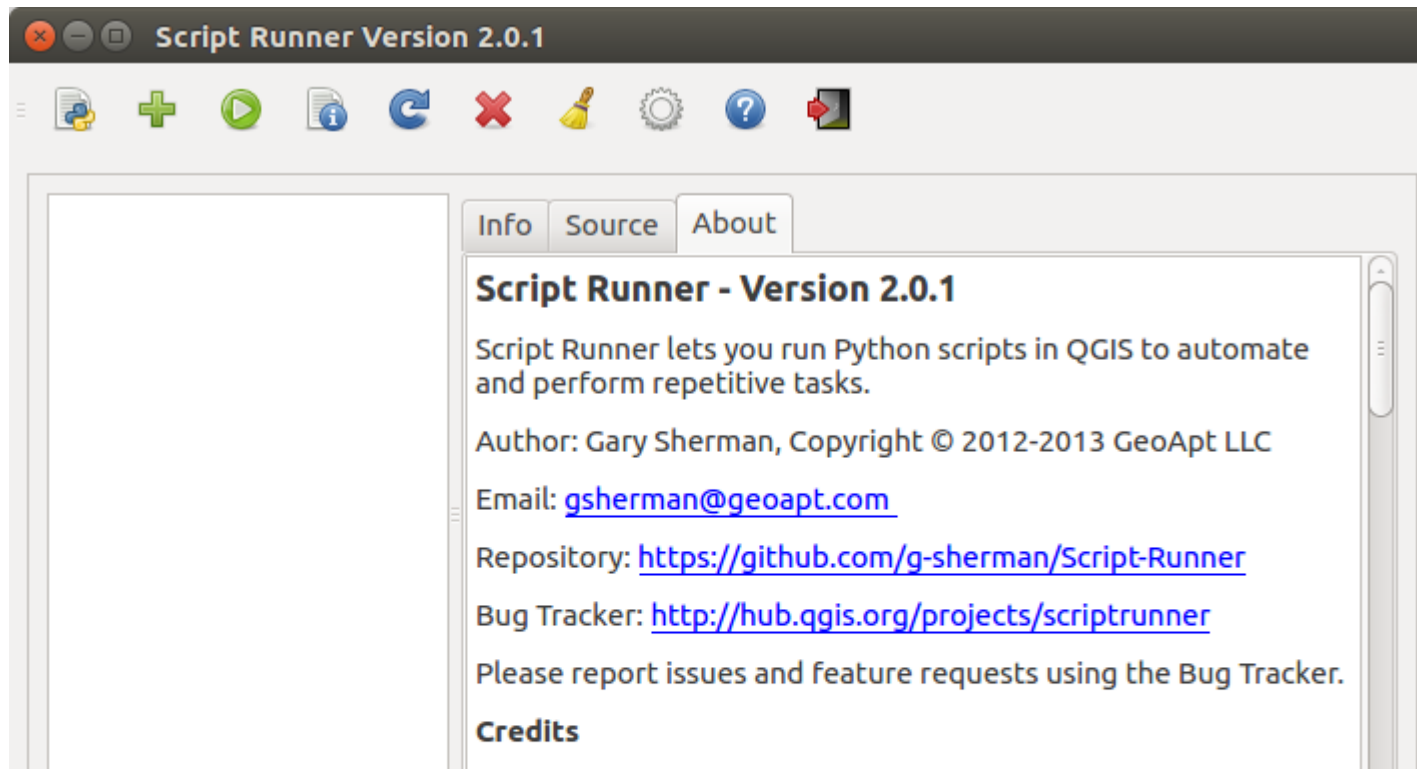 Script Runner Version 2.0.1
Info Source About
Script Runner - Version 2.0.1
Script Runner lets you run Python scripts in QGIS to automate
and perform repetitive tasks.
Author: Gary Sherman, Copyright © 2012-2013 GeoApt LLC
Email: gsherman@geoapt.com
Repository: https://github.com/g-sherman/Script-Runner
Bug Tracker: http://hub.qgis.org/projects/scriptrunner
Please report issues and feature requests using the Bug Tracker.
Credits